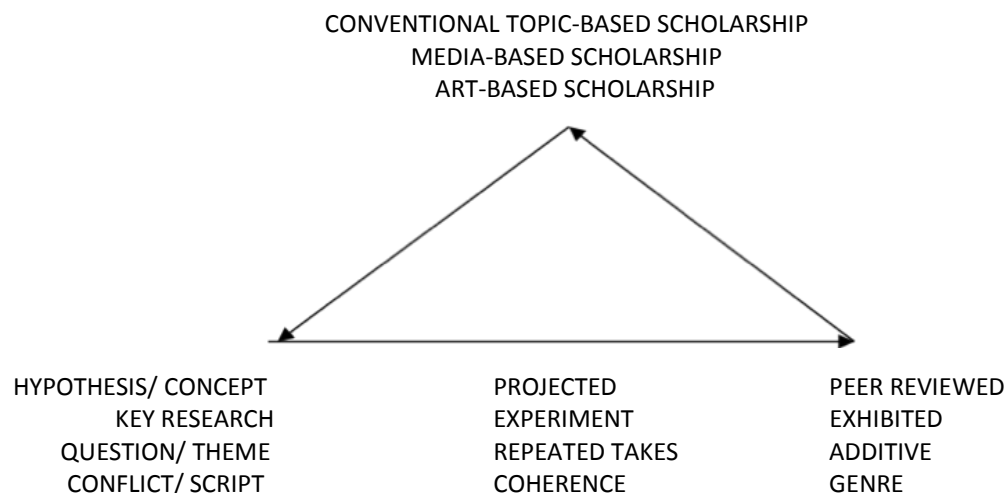 CONVENTIONAL TOPIC-BASED SCHOLARSHIP
MEDIA-BASED SCHOLARSHIP
ART-BASED SCHOLARSHIP
HYPOTHESIS/ CONCEPT
KEY RESEARCH
QUESTION/ THEME
CONFLICT/ SCRIPT
PROJECTED
EXPERIMENT
REPEATED TAKES
COHERENCE
PEER REVIEWED
EXHIBITED
ADDITIVE
GENRE